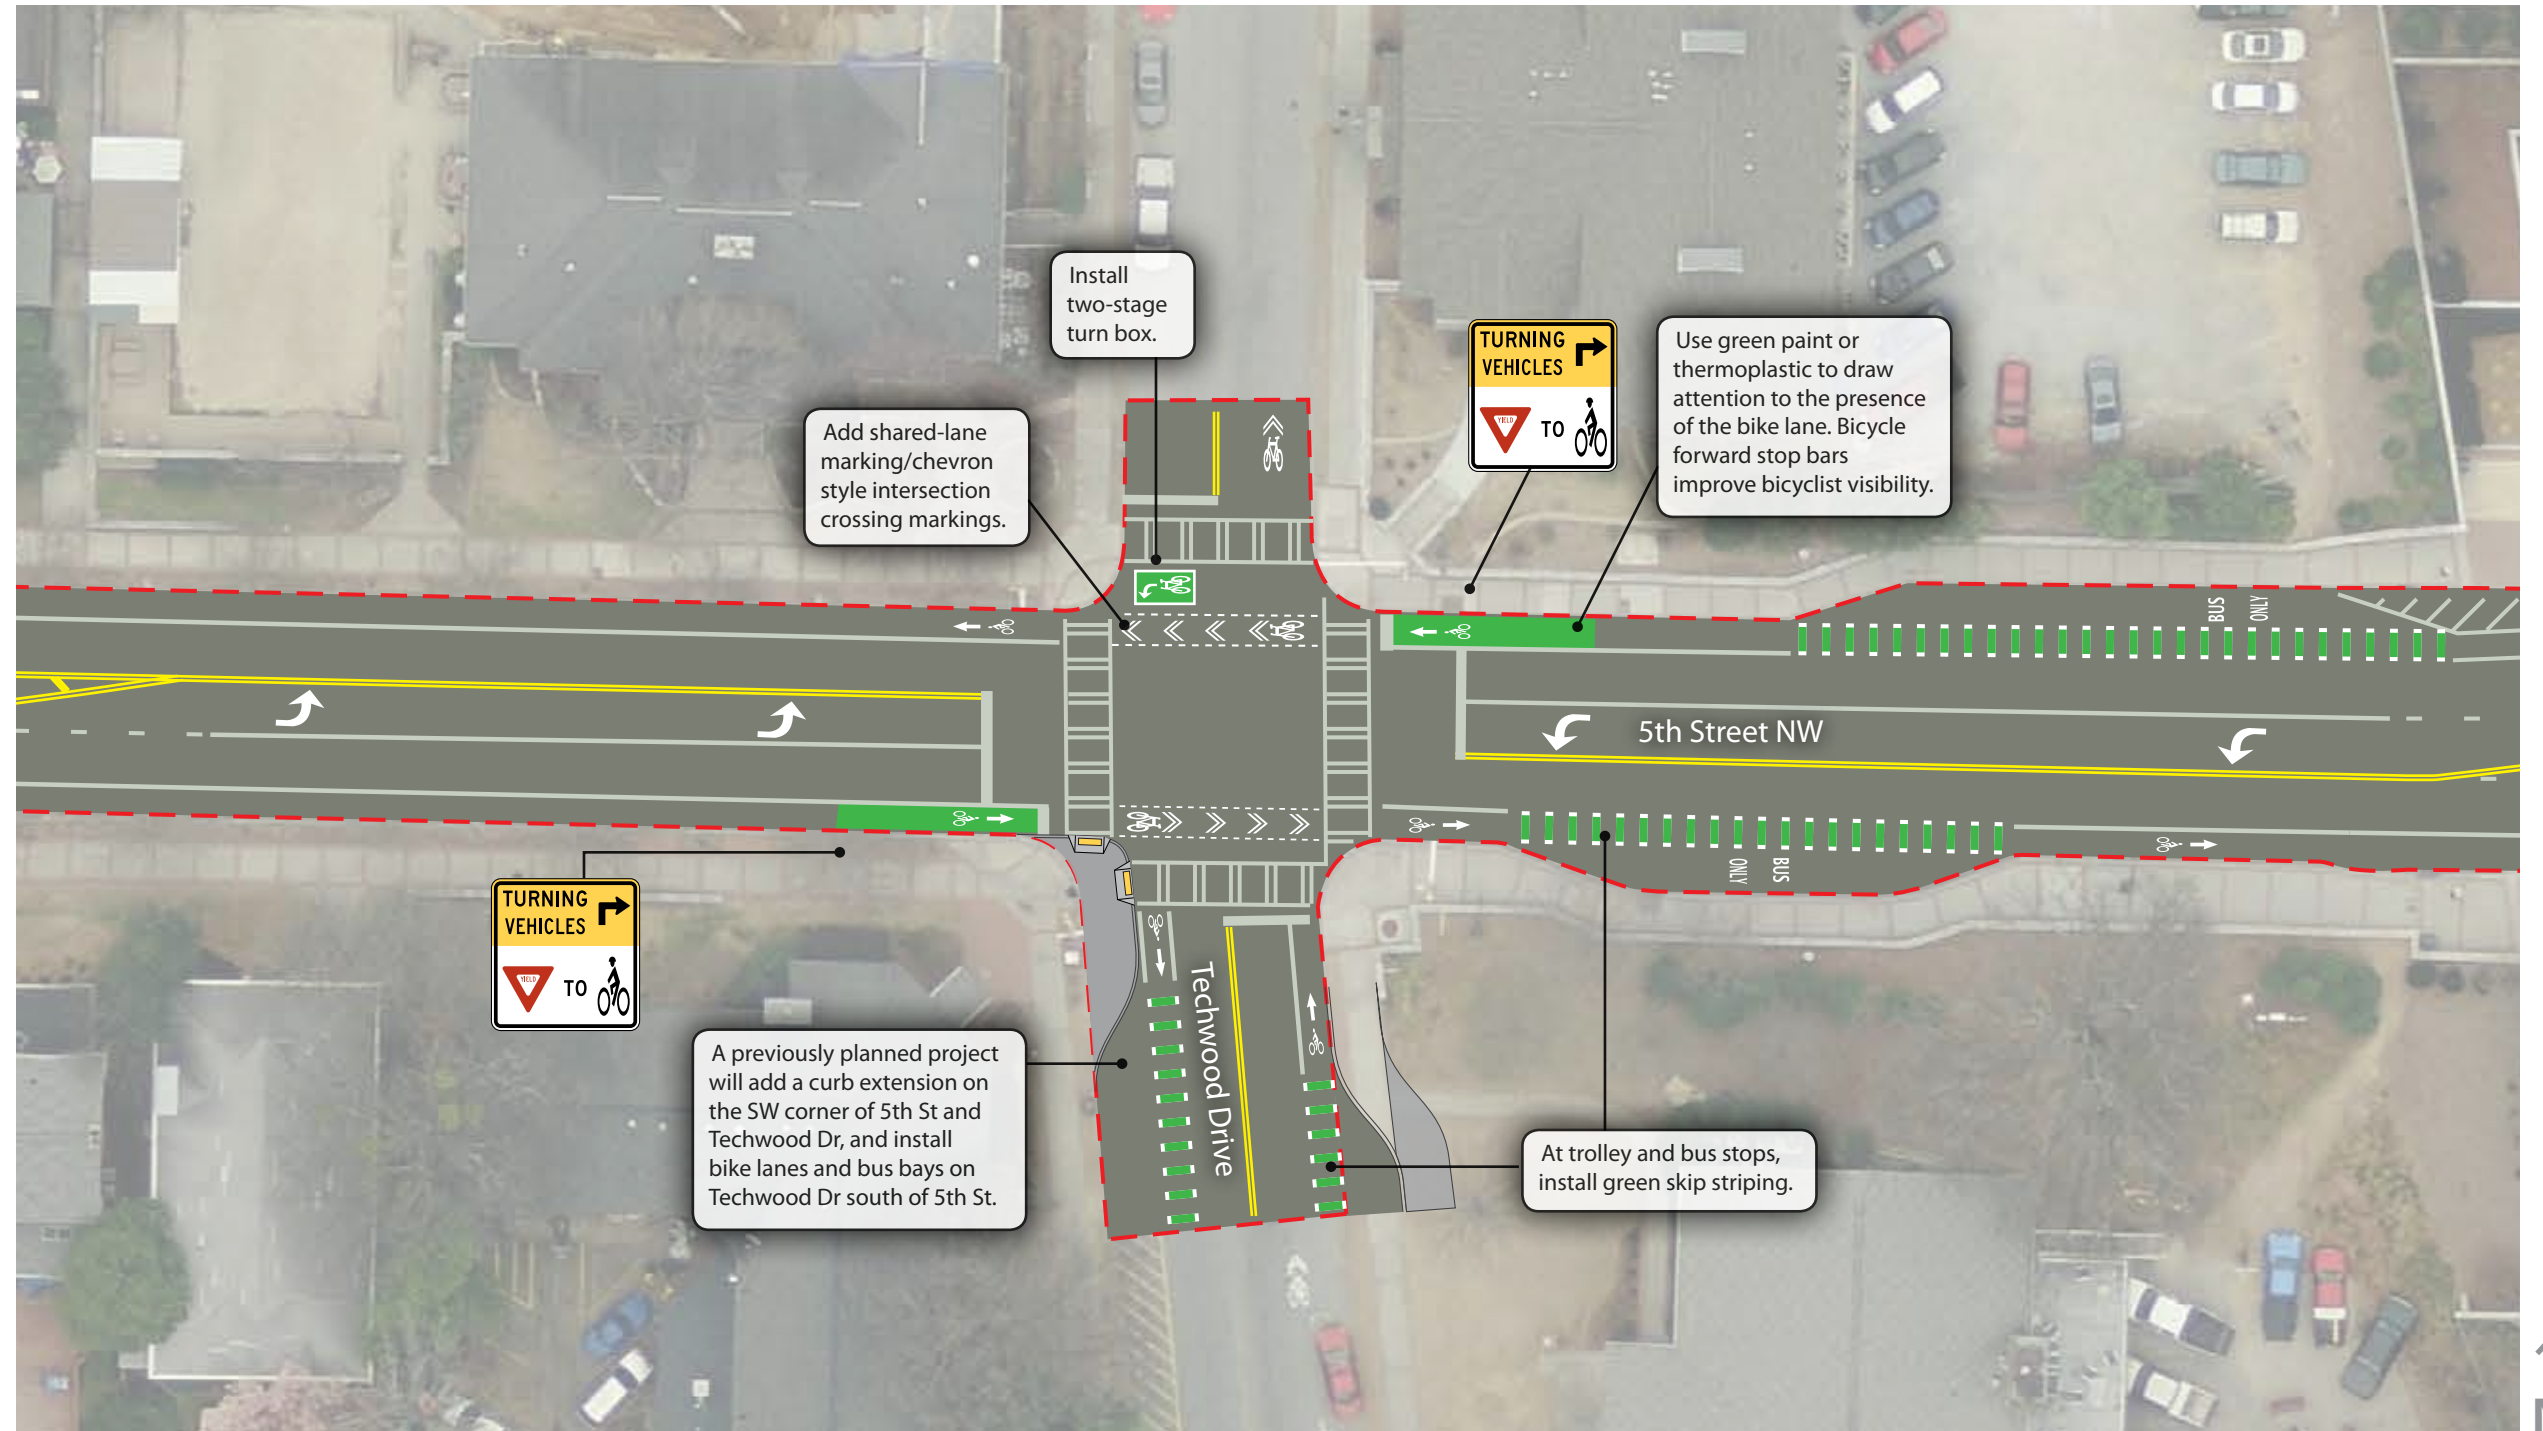 Install
two-stage
turn box.
TURNING
VEHICLES
YIELD
TO
Use green paint or
thermoplastic to draw
attention to the presence
of the bike lane. Bicycle
forward stop bars
improve bicyclist visibility.
Add shared-lane
marking/chevron
style intersection
crossing markings.
BUS
ONLY
5th Street NW
ONLY
BUS
TURNING
VEHICLES
YIELD
TO
Techwood Drive
A previously planned project
will add a curb extension on
the SW corner of 5th St and
Techwood Dr, and install
bike lanes and bus bays on
Techwood Dr south of 5th St.
At trolley and bus stops,
install green skip striping.